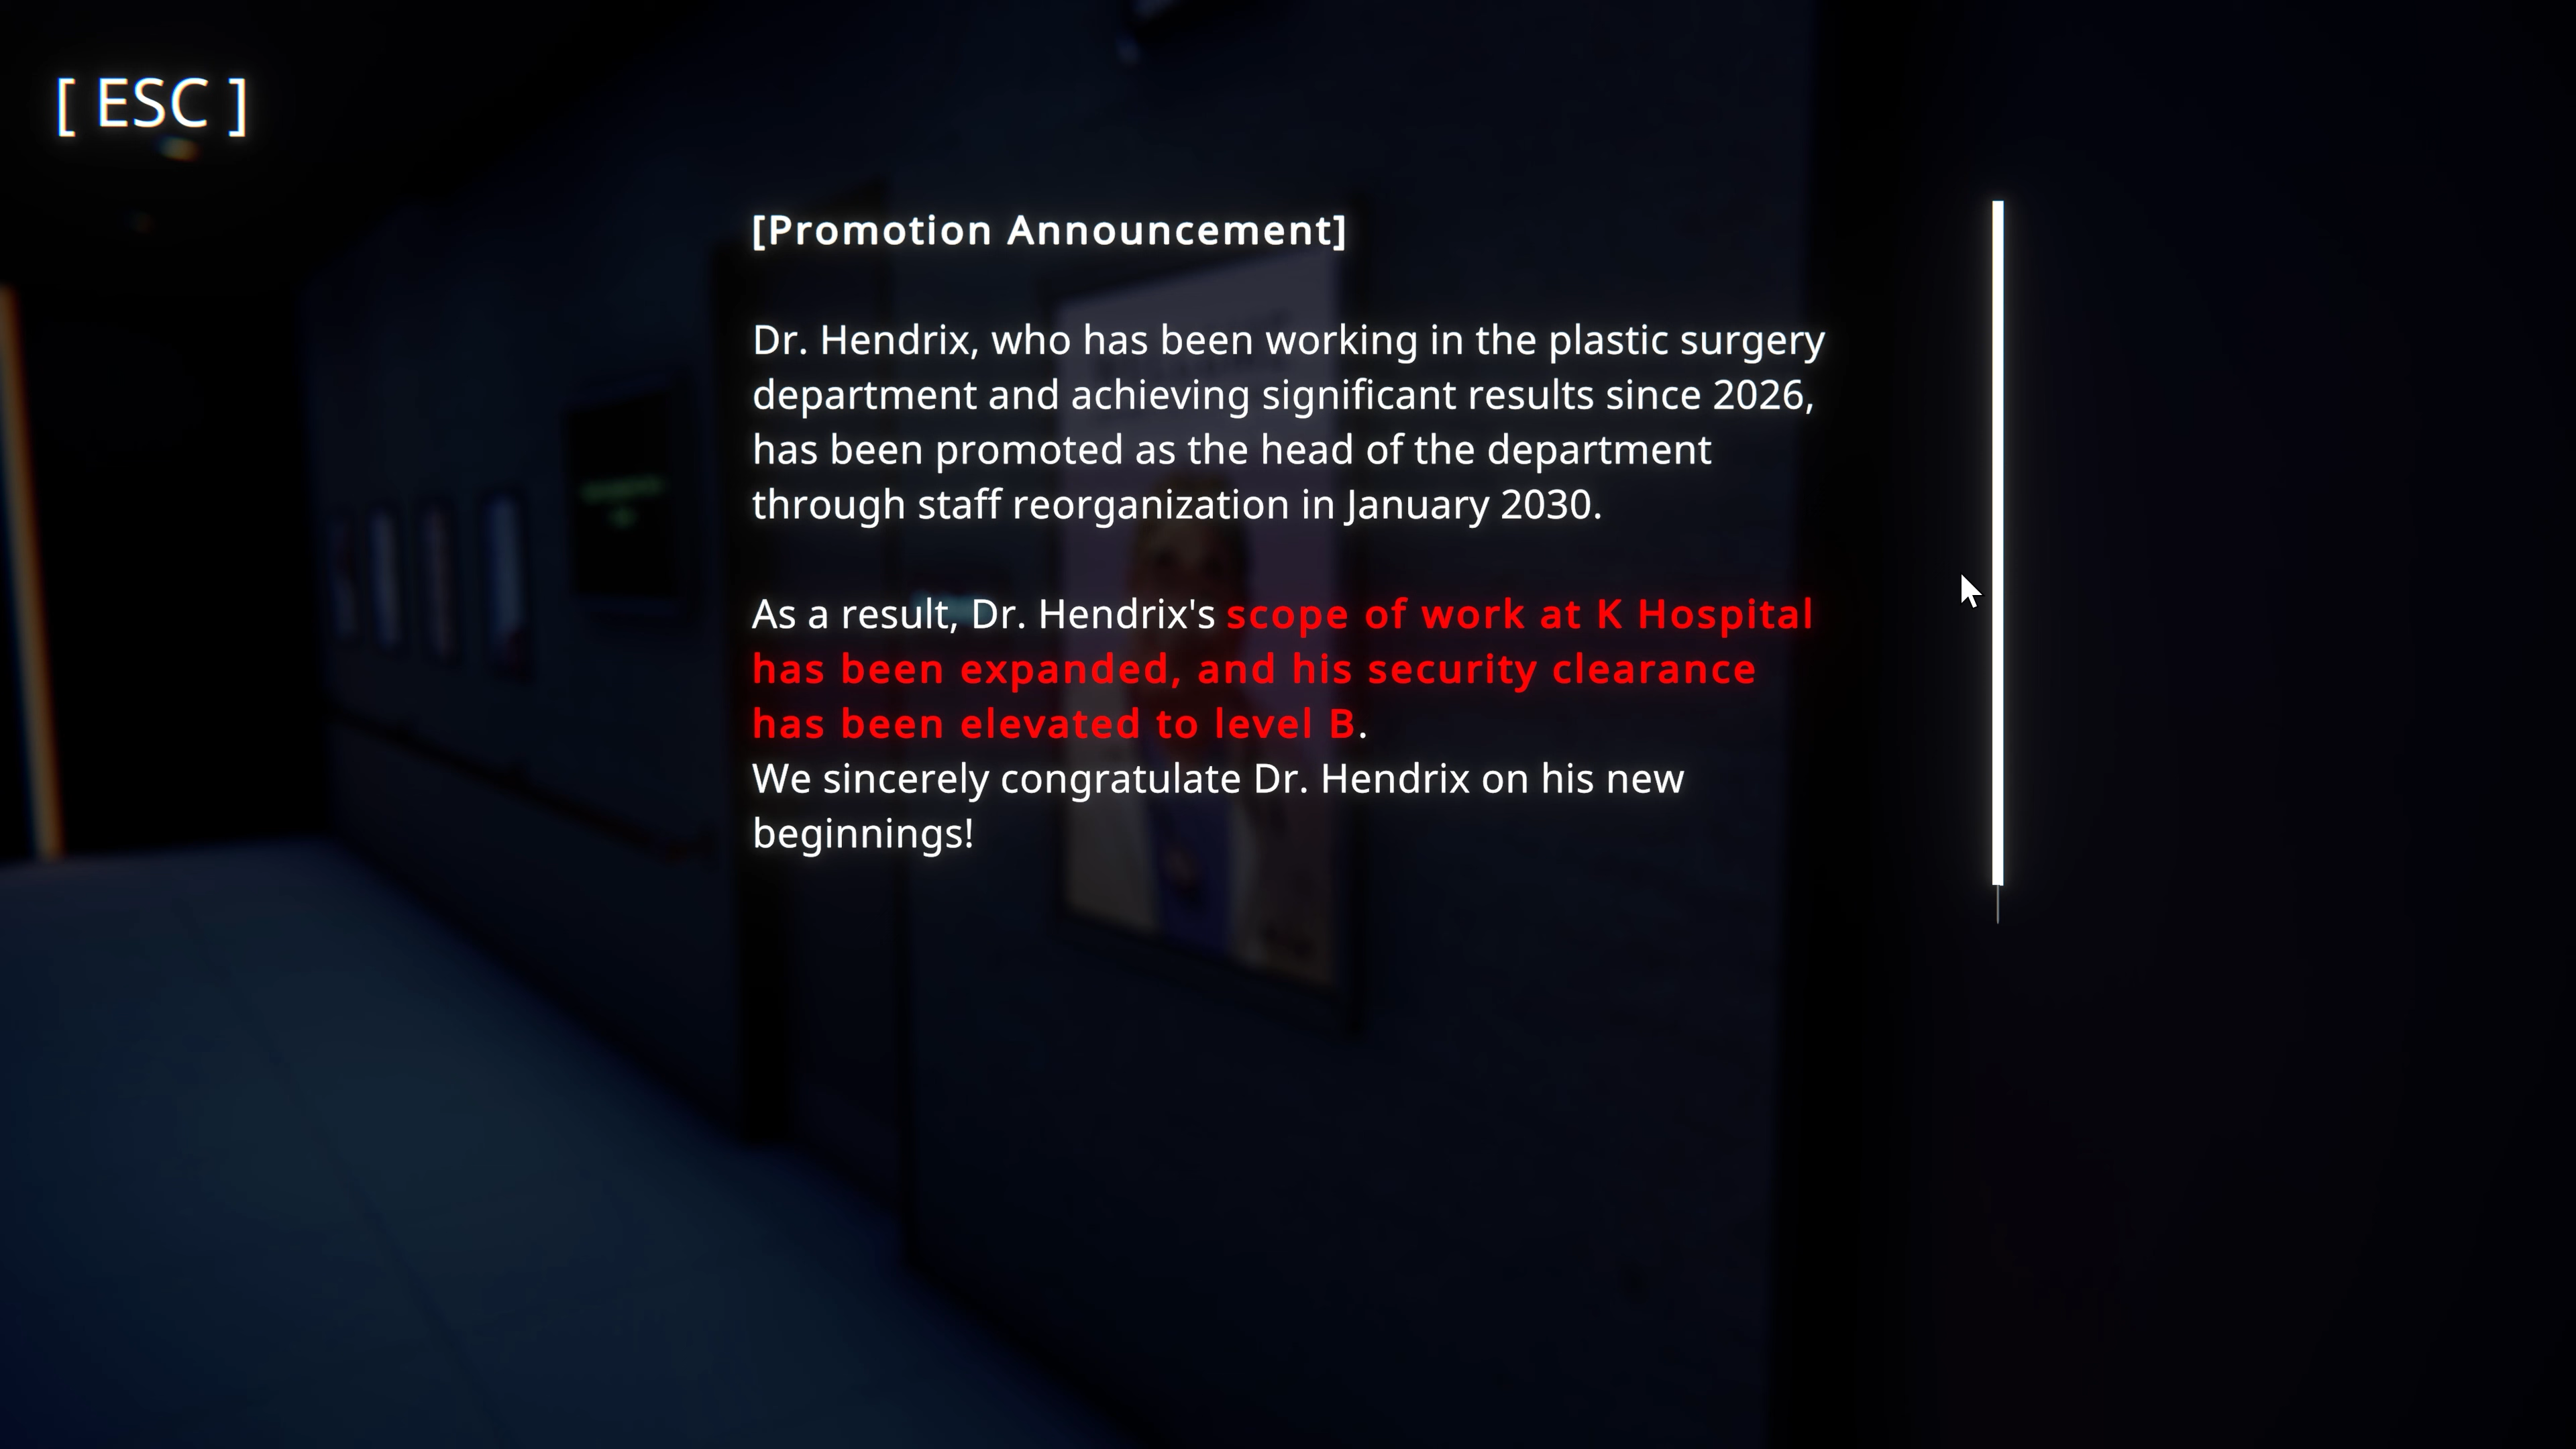 [ ESC ]
[Promotion Announcement]
Dr. Hendrix, who has been working in the plastic surgery
department and achieving significant results since 2026,
has been promoted as the head of the department
through staff reorganization in January 2030.
As a result, Dr. Hendrix's scope of work at K Hospital
has been expanded, and his security clearance
has been elevated to level B.
We sincerely congratulate Dr. Hendrix on his new
beginnings!